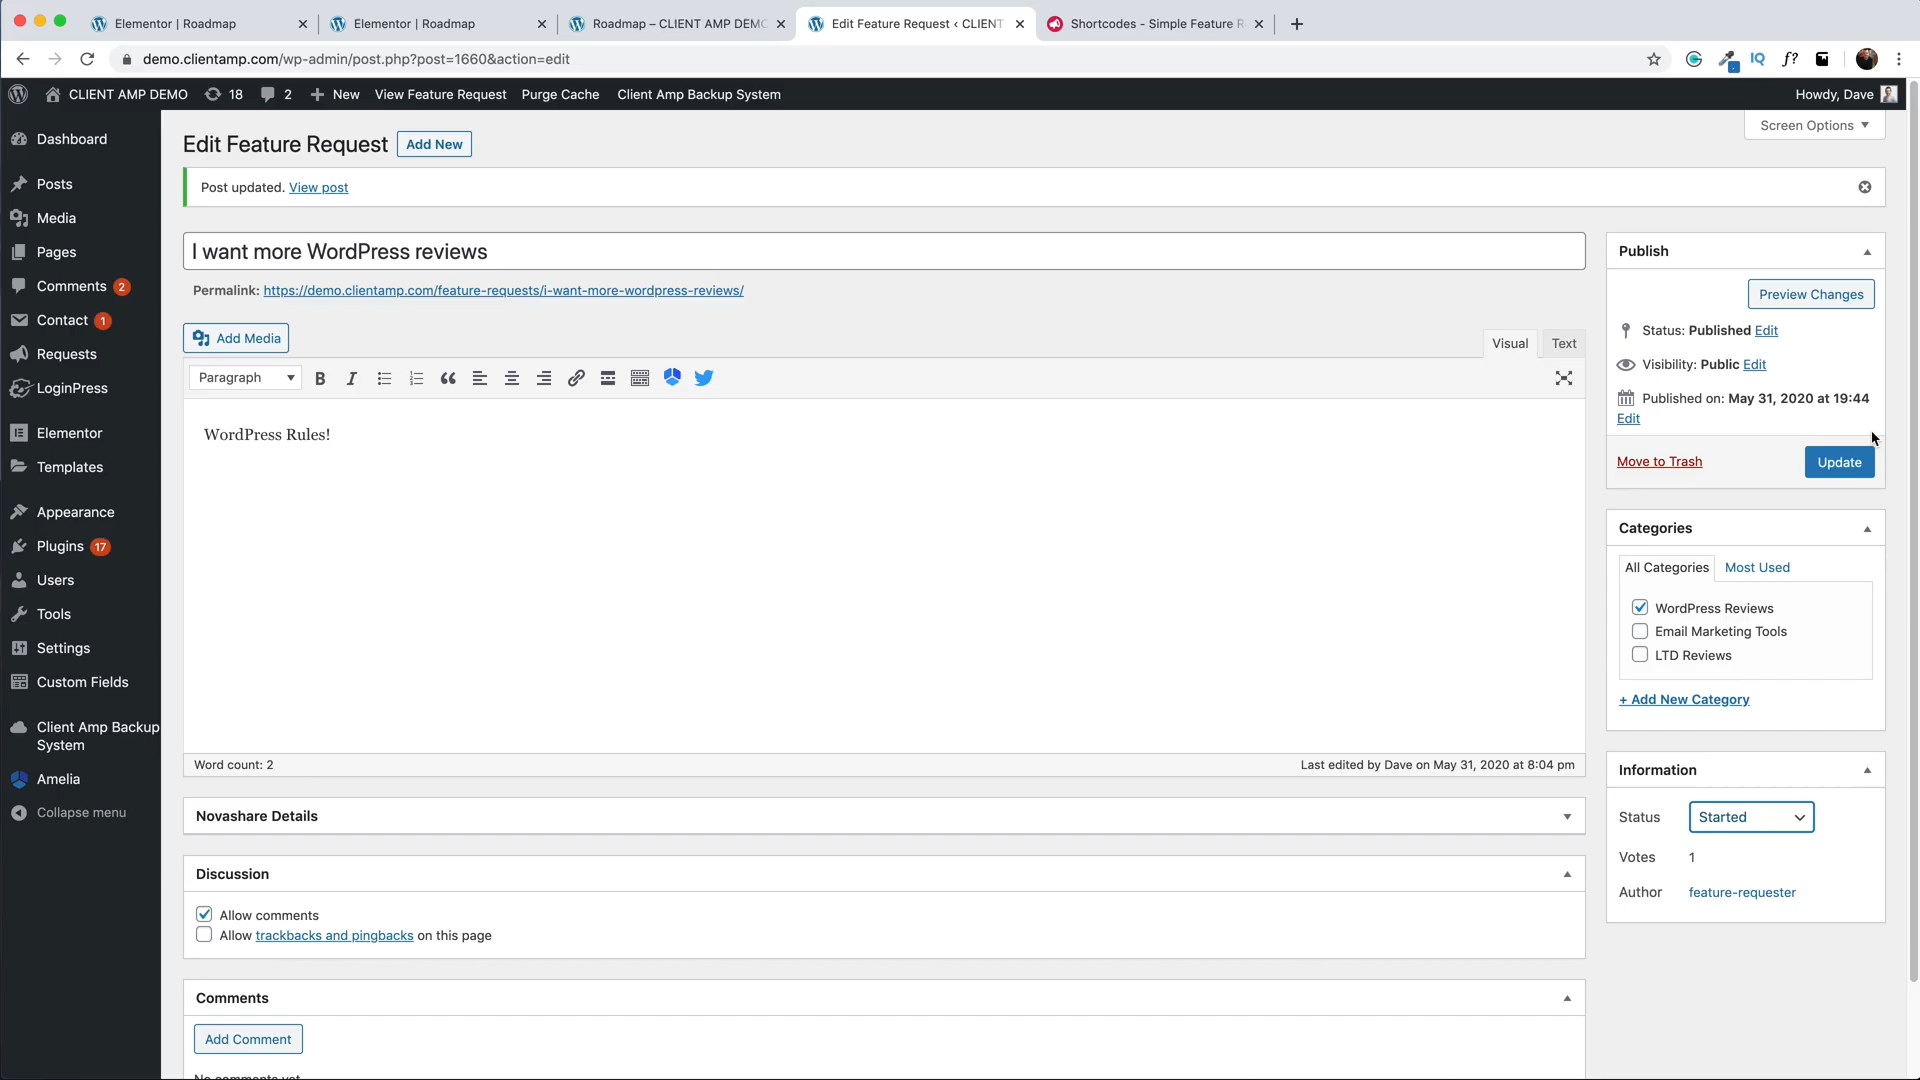 Elementor | Roadmap
Elementor | Roadmap
Roadmap – CLIENT AMP DEMO
Edit Feature Request ‹ CLIENT
Shortcodes - Simple Feature R
demo.clientamp.com/wp-admin/post.php?post=1660&action=edit
IQ
f?
CLIENT AMP DEMO
18
2
New
View Feature Request
Purge Cache
Client Amp Backup System
Howdy, Dave
Screen Options
Dashboard
Posts
Media
Pages
Comments 2
Contact 1
Requests
LoginPress
Elementor
Templates
Appearance
Plugins 17
Users
Tools
Settings
Custom Fields
Client Amp Backup
System
Amelia
Collapse menu
Edit Feature Request
Add New
Post updated. View post
I want more WordPress reviews
Permalink: https://demo.clientamp.com/feature-requests/i-want-more-wordpress-reviews/
Add Media
Visual
Text
Paragraph
B
I
WordPress Rules!
Word count: 2
Last edited by Dave on May 31, 2020 at 8:04 pm
Novashare Details
Discussion
Allow comments
Allow trackbacks and pingbacks on this page
Comments
Add Comment
No comments yet
Publish
Preview Changes
Status: Published Edit
Visibility: Public Edit
Published on: May 31, 2020 at 19:44
Edit
Move to Trash
Update
Categories
All Categories
Most Used
WordPress Reviews
Email Marketing Tools
LTD Reviews
+ Add New Category
Information
Status
Started
Votes
1
Author
feature-requester